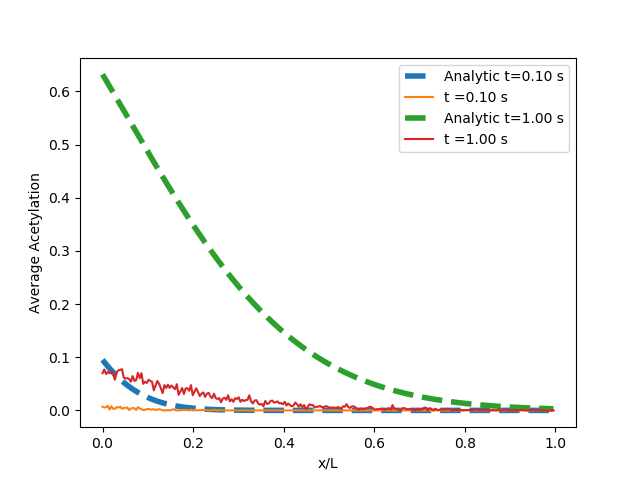 Analytic t=0.10 s
t =0.10 s
Analytic t=1.00 s
t =1.00 s
Average Acetylation
0.6
0.5
0.4
0.3
0.2
0.1
0.0
0.0 0.2 0.4 0.6 0.8 1.0
x/L